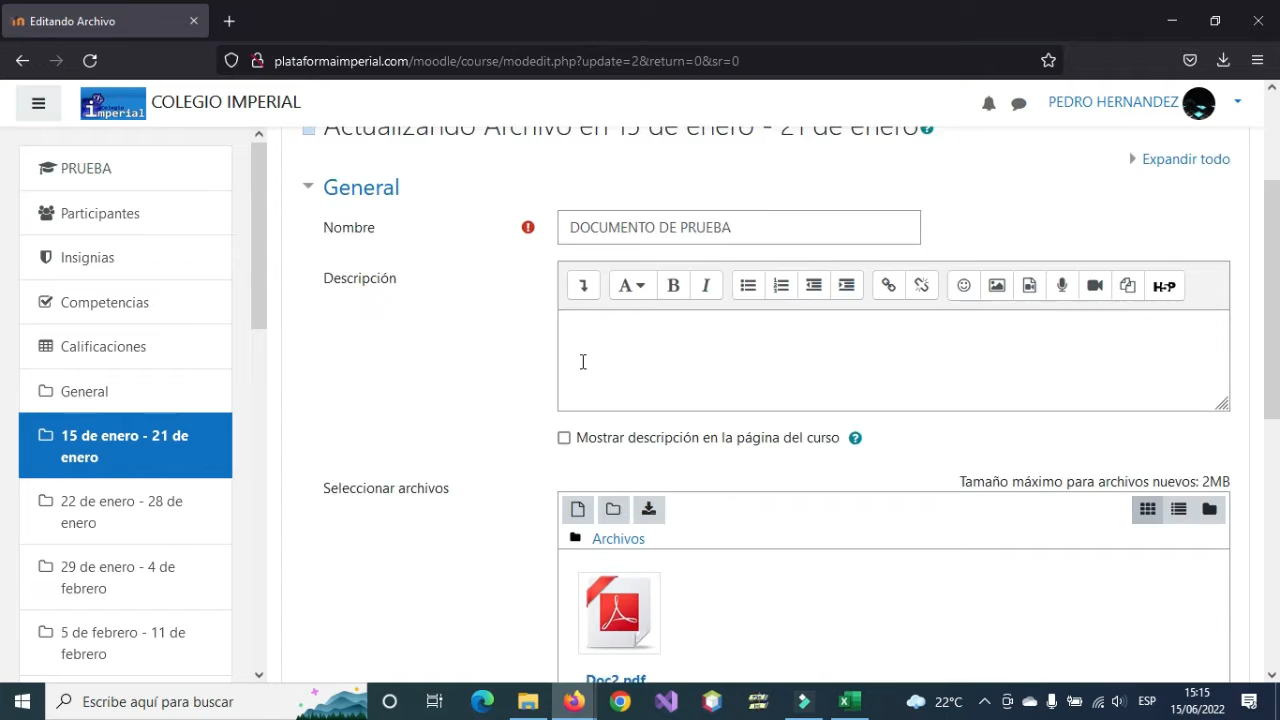 Editando Archivo
plataformaimperial.com/moodle/course/modedit.php?update=2&return=0&sr=0
Colegio
imperial
COLEGIO IMPERIAL
PEDRO HERNANDEZ
PRUEBA
Participantes
Insignias
Competencias
Calificaciones
General
15 de enero - 21 de
enero
22 de enero - 28 de
enero
29 de enero - 4 de
febrero
5 de febrero - 11 de
febrero
Actualizando Archivo en 15 de enero - 21 de enero
Expandir todo
General
Nombre
DOCUMENTO DE PRUEBA
Descripción
A
B
I
H-P
Mostrar descripción en la página del curso
Seleccionar archivos
Tamaño máximo para archivos nuevos: 2MB
Archivos
Doc2.pdf
Escribe aquí para buscar
22°C
ESP
15:15
15/06/2022